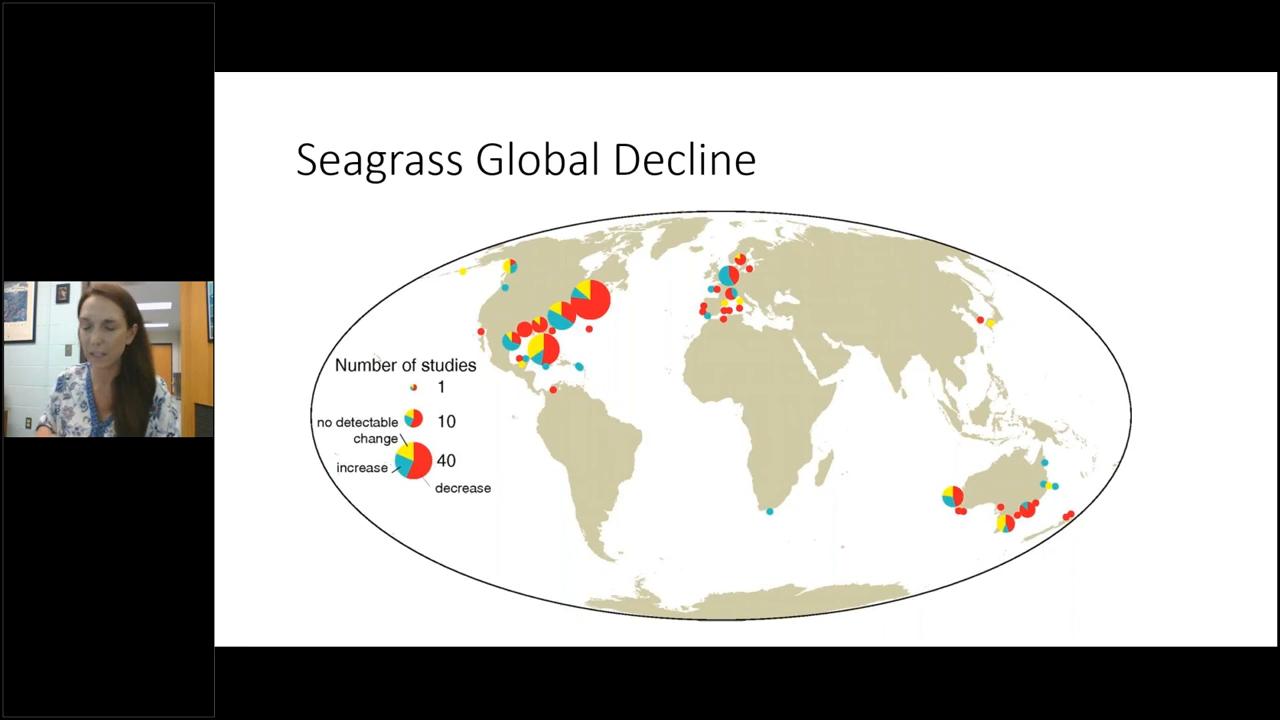 Seagrass Global Decline
Number of studies
1
no detectable
change
10
increase
40
decrease